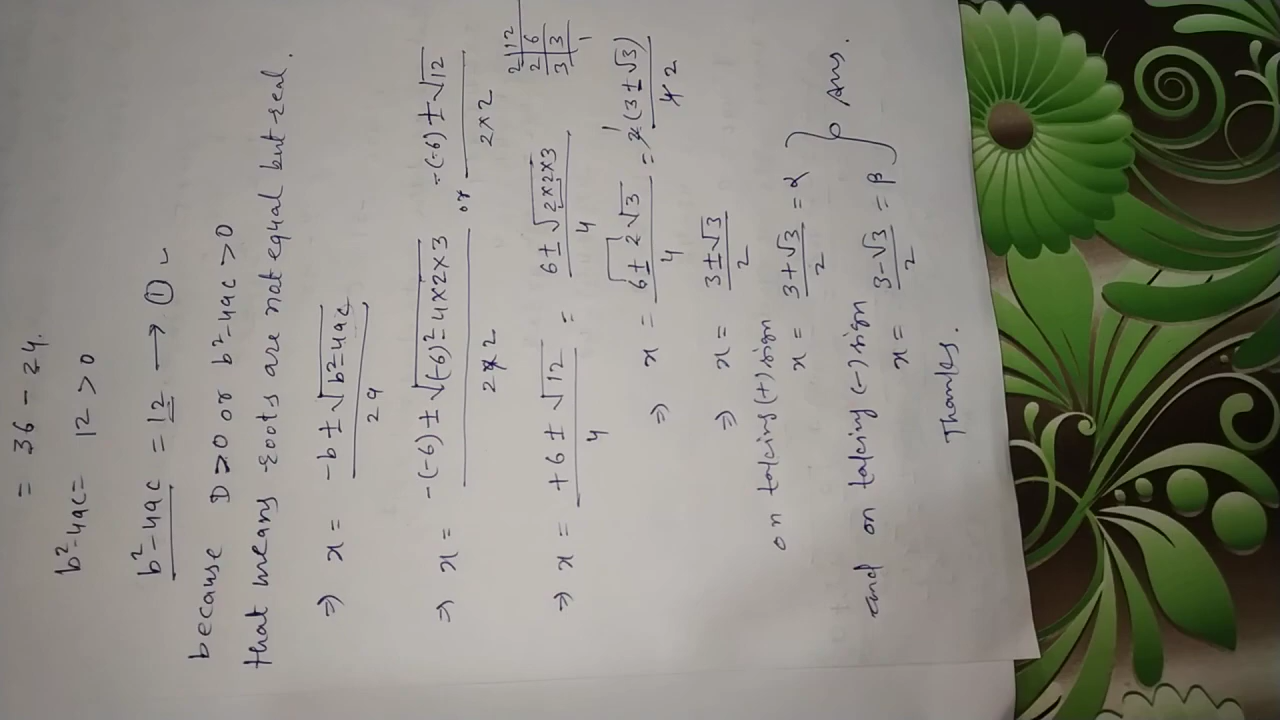 = 36 - 24.
b²-4ac= 12 > 0
b²-4ac = 12 → ① ✓
because D>0 or b²-4ac >0
that means roots are not equal but real.
⇒ x = -b ± √b²-4ac / 2a
⇒ x = -(-6) ± √(-6)²-4×2×3 / 2×2 or -(-6) ± √12 / 2×2
⇒ x = +6 ± √12 / 4 = 6 ± √2×2×3 / 4
2|12
2|6
3|3
1
⇒ x = 6 ± 2√3 / 4 = 2(3±√3) / 4 2
⇒ x = 3±√3 / 2
on taking (+) sign
x = 3+√3 / 2 = α
and on taking (-) sign
x = 3-√3 / 2 = β } Ans.
Thanks.